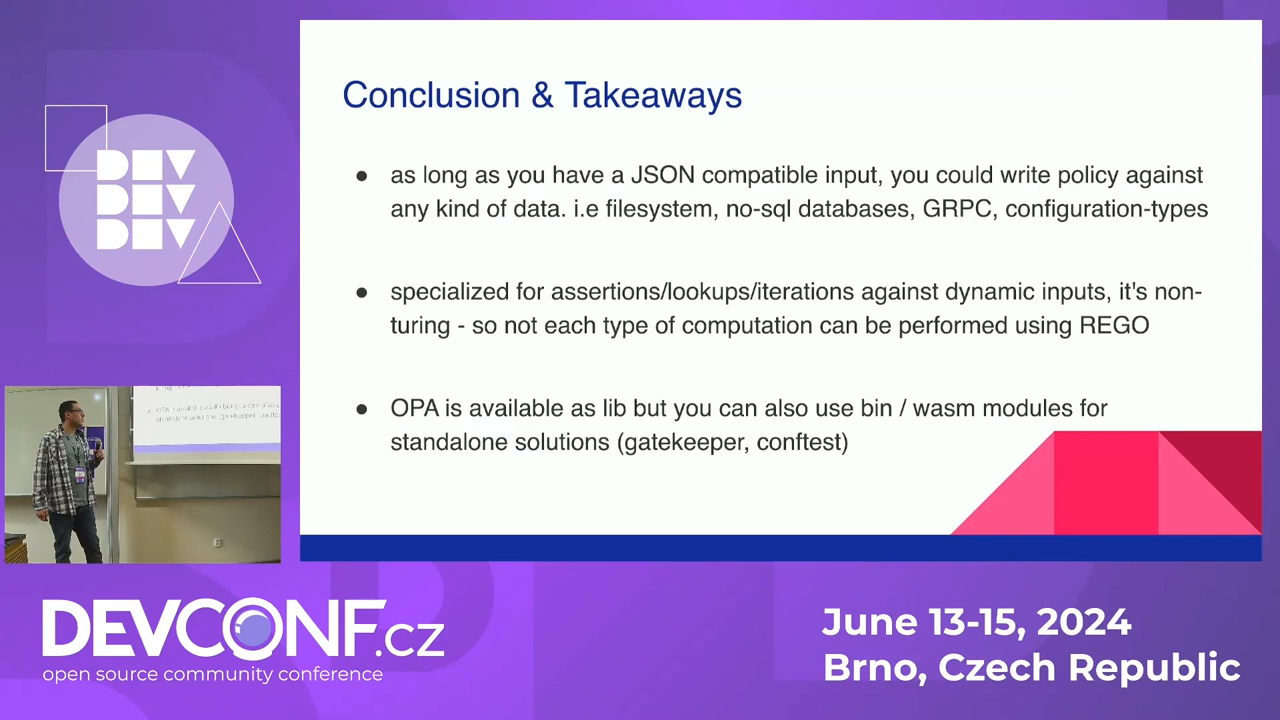 Conclusion & Takeaways
● as long as you have a JSON compatible input, you could write policy against
any kind of data. i.e filesystem, no-sql databases, GRPC, configuration-types
● specialized for assertions/lookups/iterations against dynamic inputs, it's non-
turing - so not each type of computation can be performed using REGO
● OPA is available as lib but you can also use bin / wasm modules for
standalone solutions (gatekeeper, conftest)
DEV
DEV
DEV
DEVCONF.cz
open source community conference
June 13-15, 2024
Brno, Czech Republic